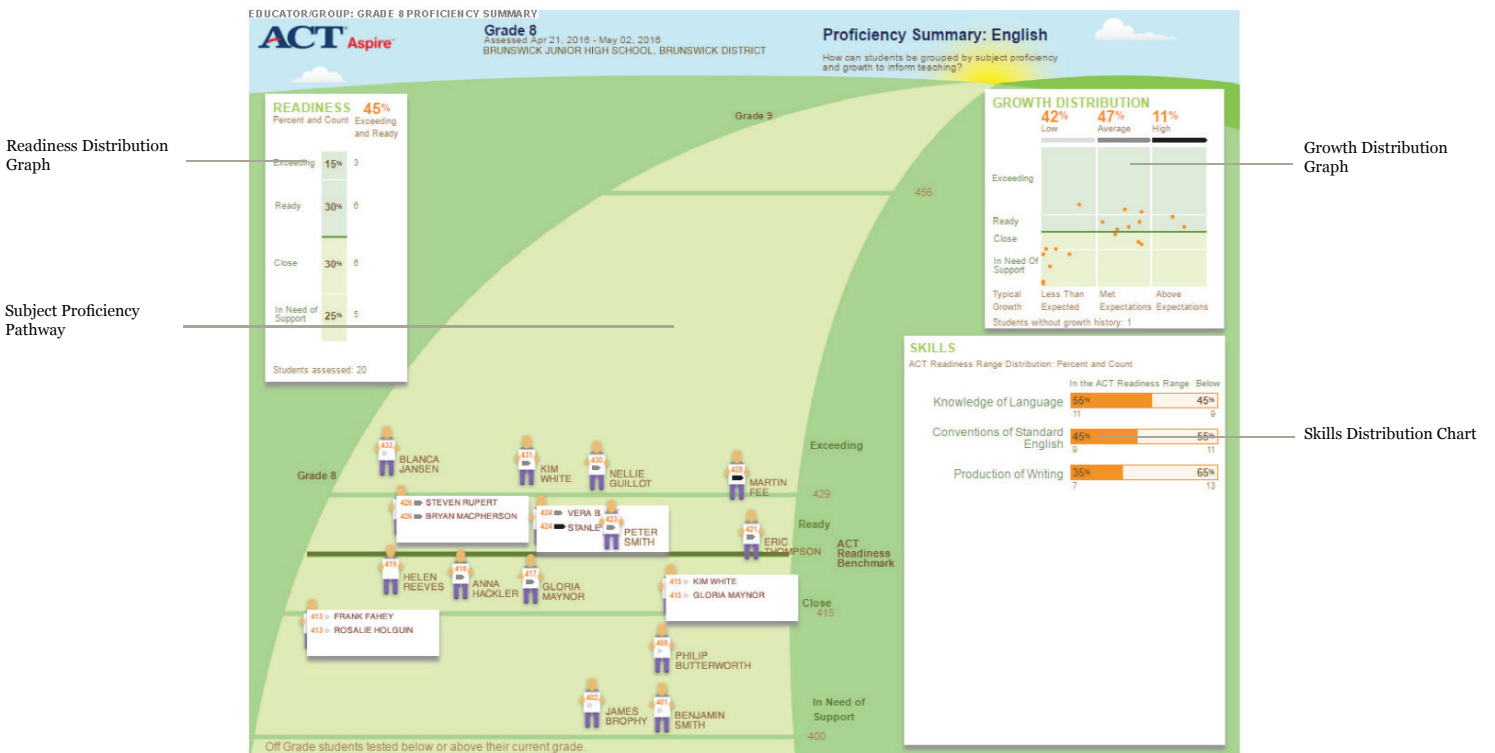 EDUCATOR/GROUP: GRADE 8 PROFICIENCY SUMMARY
ACT Aspire
Grade 8
Assessed Apr 21, 2016 - May 02, 2016
BRUNSWICK JUNIOR HIGH SCHOOL, BRUNSWICK DISTRICT
Proficiency Summary: English
How can students be grouped by subject proficiency
and growth to inform teaching?
Readiness Distribution
Graph
READINESS 45%
Percent and Count Exceeding
and Ready
Exceeding 15% 3
Ready 30% 6
Close 30% 6
In Need of
Support 25% 5
Students assessed: 20
Subject Proficiency
Pathway
Grade 9
456
GROWTH DISTRIBUTION
42% 47% 11%
Low Average High
Exceeding
Ready
Close
In Need Of
Support
Typical Less Than Met Above
Growth Expected Expectations Expectations
Students without growth history: 1
Growth Distribution
Graph
SKILLS
ACT Readiness Range Distribution: Percent and Count
In the ACT Readiness Range Below
Knowledge of Language 55% 45%
11 9
Conventions of Standard
English 45% 55%
9 11
Production of Writing 35% 65%
7 13
Skills Distribution Chart
Grade 8
433
BLANCA
JANSEN
431
KIM
WHITE
430
NELLIE
GUILLOT
428
MARTIN
FEE
Exceeding
429
426 STEVEN RUPERT
426 BRYAN MACPHERSON
424 VERA B
424 STANLE
423
PETER
SMITH
421
ERIC
THOMPSON
Ready
ACT
Readiness
Benchmark
419
HELEN
REEVES
418
ANNA
HACKLER
417
GLORIA
MAYNOR
415 KIM WHITE
415 GLORIA MAYNOR
Close
415
413 FRANK FAHEY
413 ROSALIE HOLGUIN
408
PHILIP
BUTTERWORTH
402
JAMES
BROPHY
401
BENJAMIN
SMITH
In Need of
Support
400
Off Grade students tested below or above their current grade.